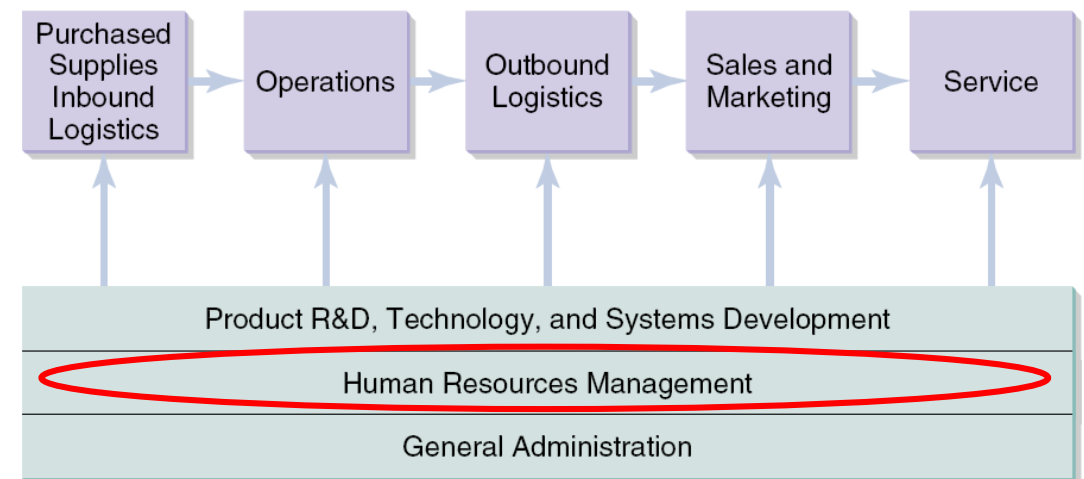 Purchased
Supplies
Inbound
Logistics
Operations
Outbound
Logistics
Sales and
Marketing
Service
Product R&D, Technology, and Systems Development
Human Resources Management
General Administration